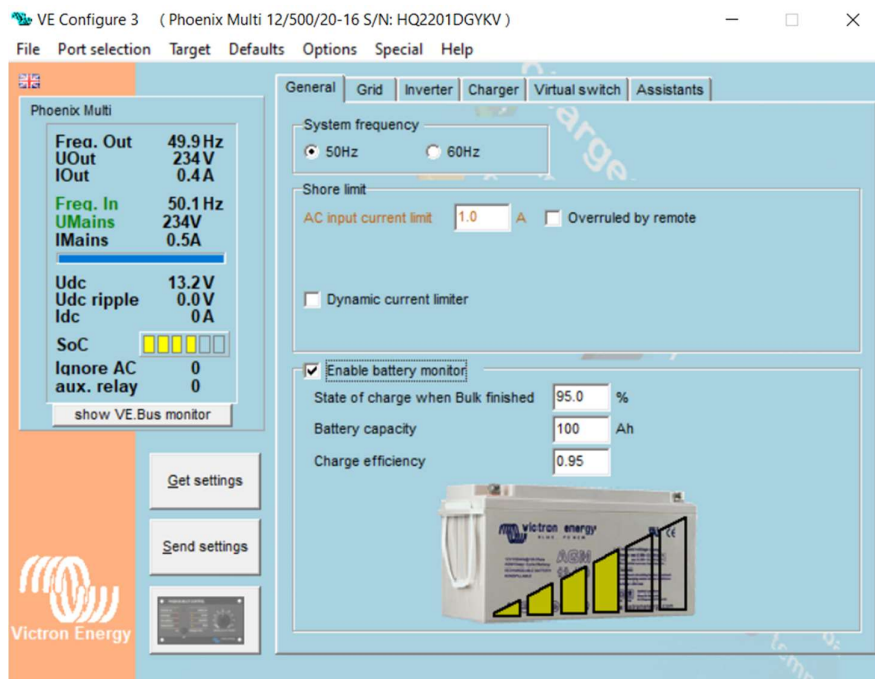 VE Configure 3 ( Phoenix Multi 12/500/20-16 S/N: HQ2201DGYKV )
File Port selection Target Defaults Options Special Help
Phoenix Multi
Freq. Out 49.9 Hz
UOut 234 V
IOut 0.4 A
Freq. In 50.1 Hz
UMains 234V
IMains 0.5A
Udc 13.2 V
Udc ripple 0.0 V
Idc 0 A
SoC
Ignore AC 0
aux. relay 0
show VE.Bus monitor
Get settings
Send settings
Victron Energy
General Grid Inverter Charger Virtual switch Assistants
System frequency
50Hz 60Hz
Shore limit
AC input current limit 1.0 A Overruled by remote
Dynamic current limiter
Enable battery monitor
State of charge when Bulk finished 95.0 %
Battery capacity 100 Ah
Charge efficiency 0.95
victron energy
BLUE POWER
AGM